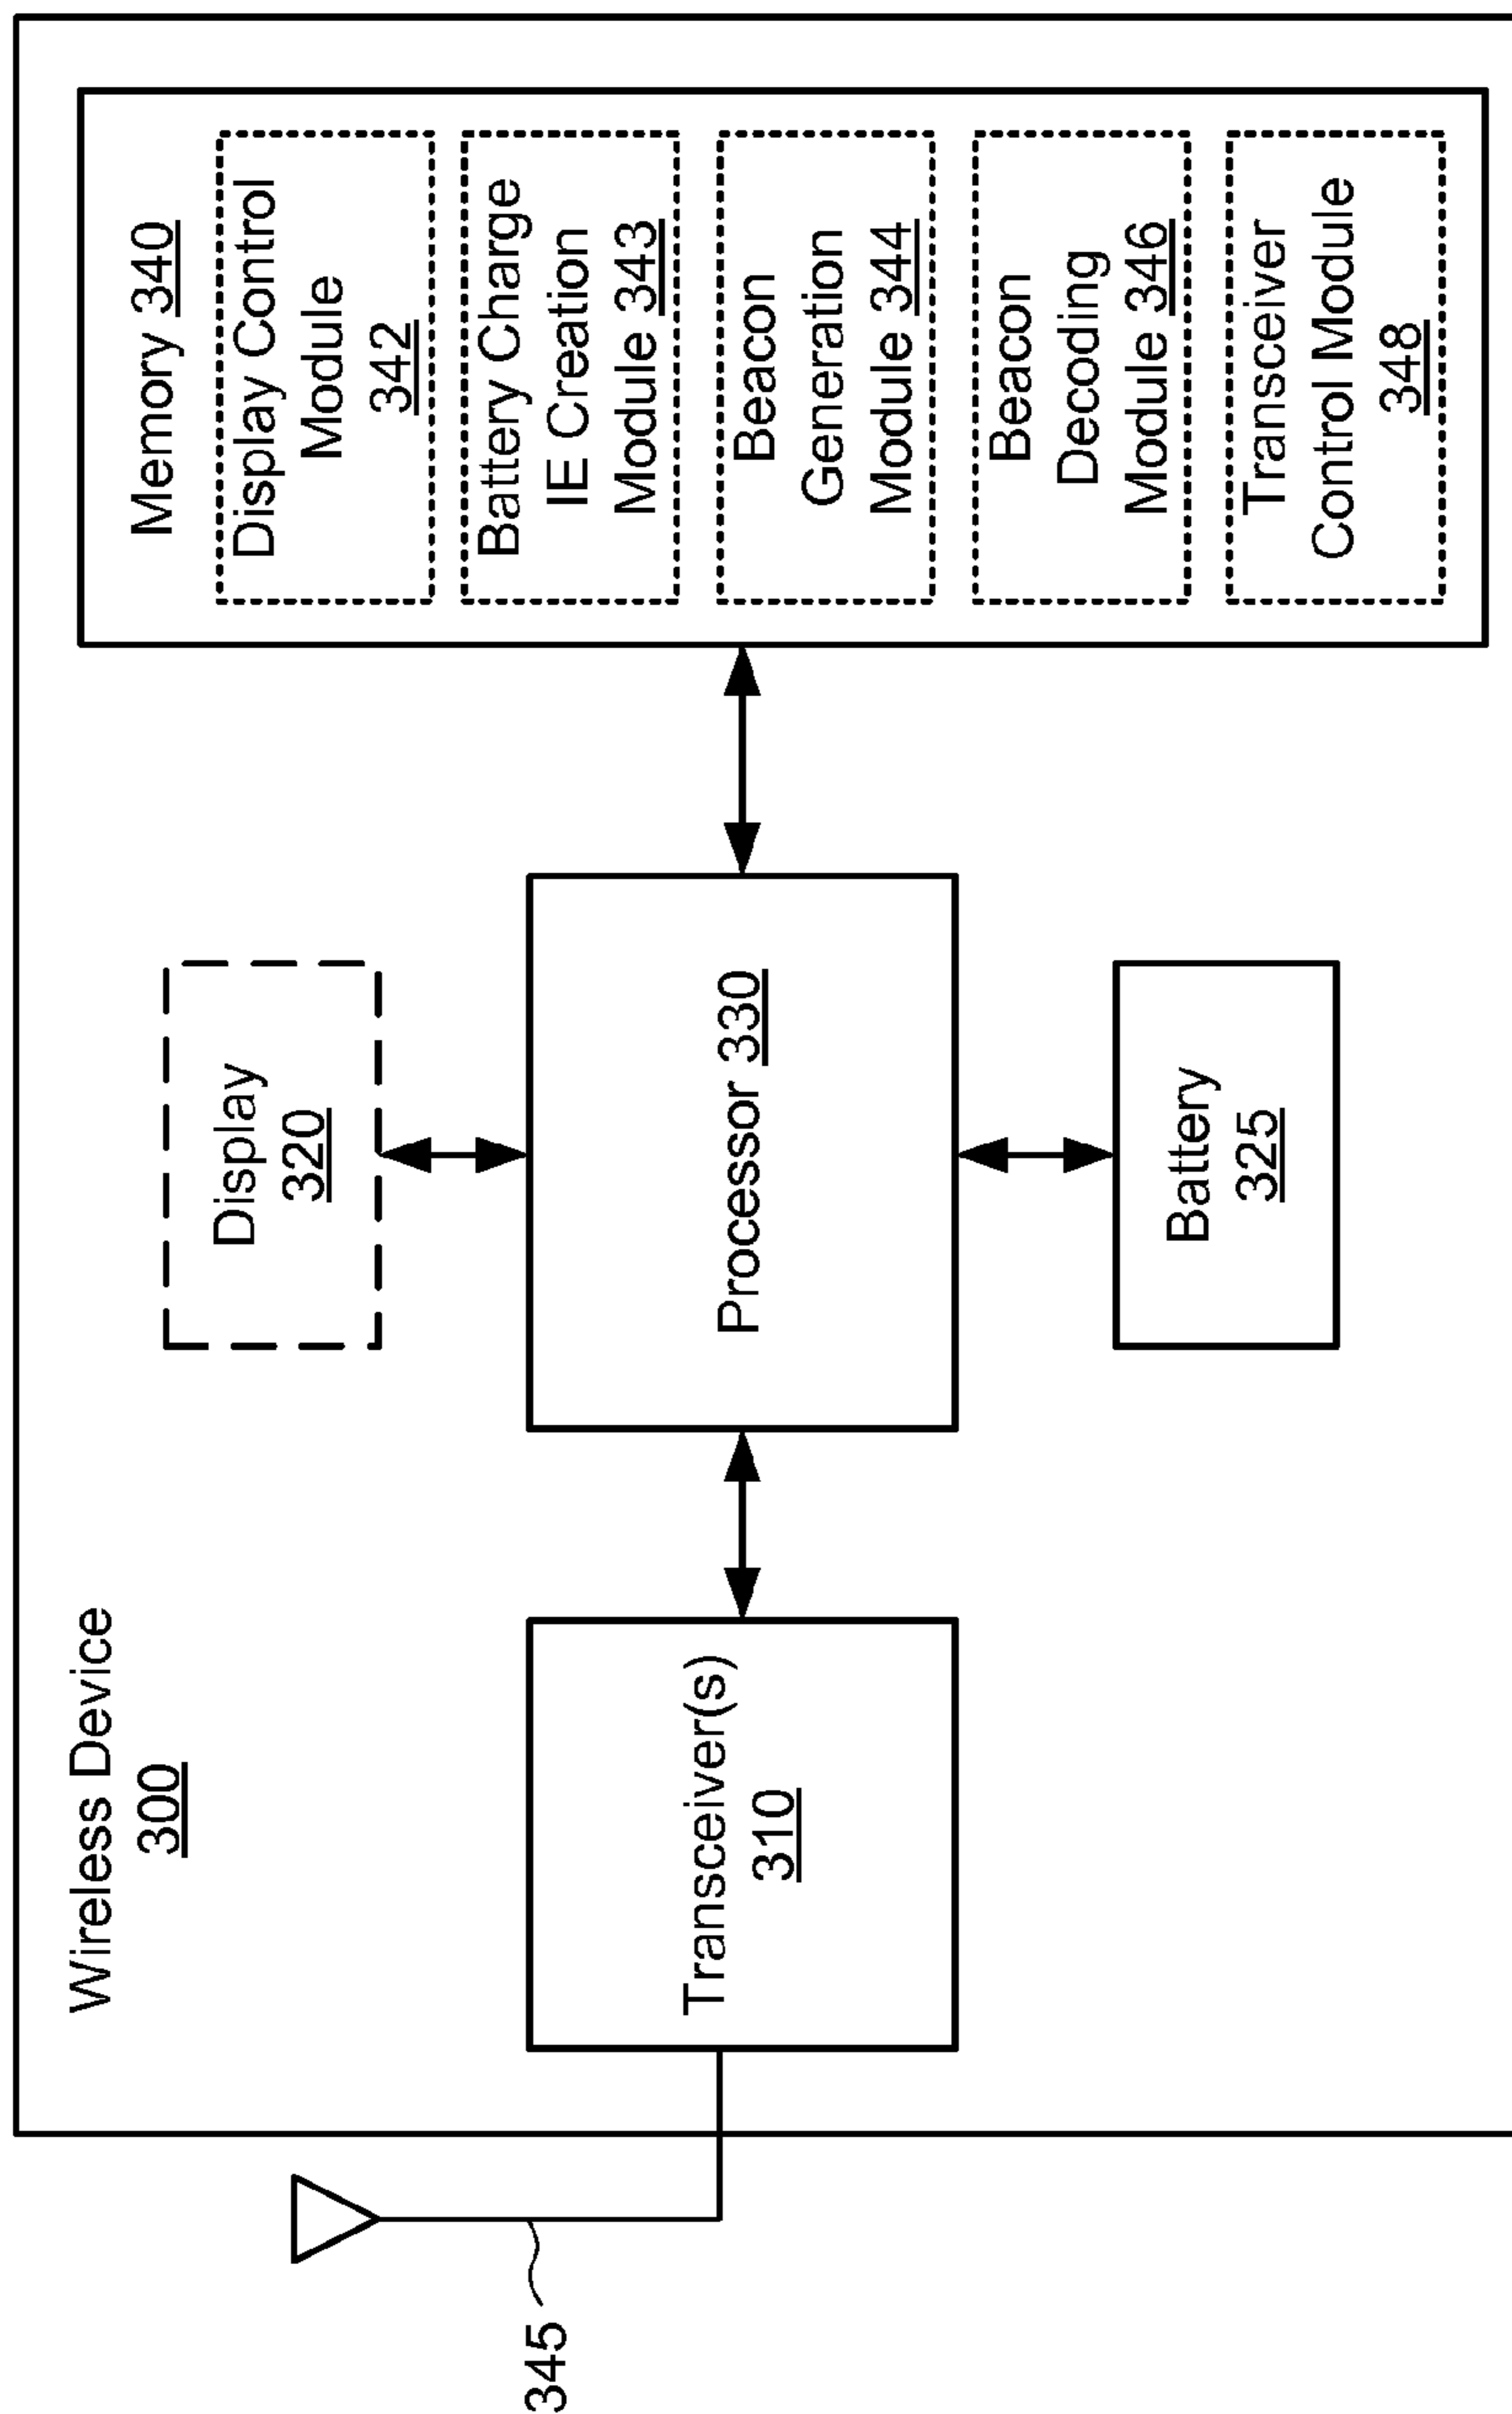 Wireless Device
300
345
Transceiver(s)
310
Display
320
Processor 330
Battery
325
Memory 340
Display Control
Module
342
Battery Charge
IE Creation
Module 343
Beacon
Generation
Module 344
Beacon
Decoding
Module 346
Transceiver
Control Module
348